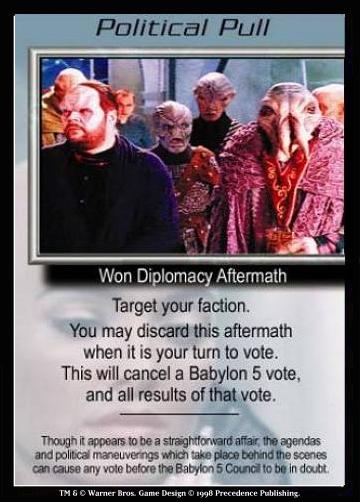 Political Pull
Won Diplomacy Aftermath
Target your faction.
You may discard this aftermath
when it is your turn to vote.
This will cancel a Babylon 5 vote,
and all results of that vote.
Though it appears to be a straightforward affair, the agendas
and political maneuverings which take place behind the scenes
can cause any vote before the Babylon 5 Council to be in doubt.
TM & © Warner Bros. Game Design © 1998 Precedence Publishing.